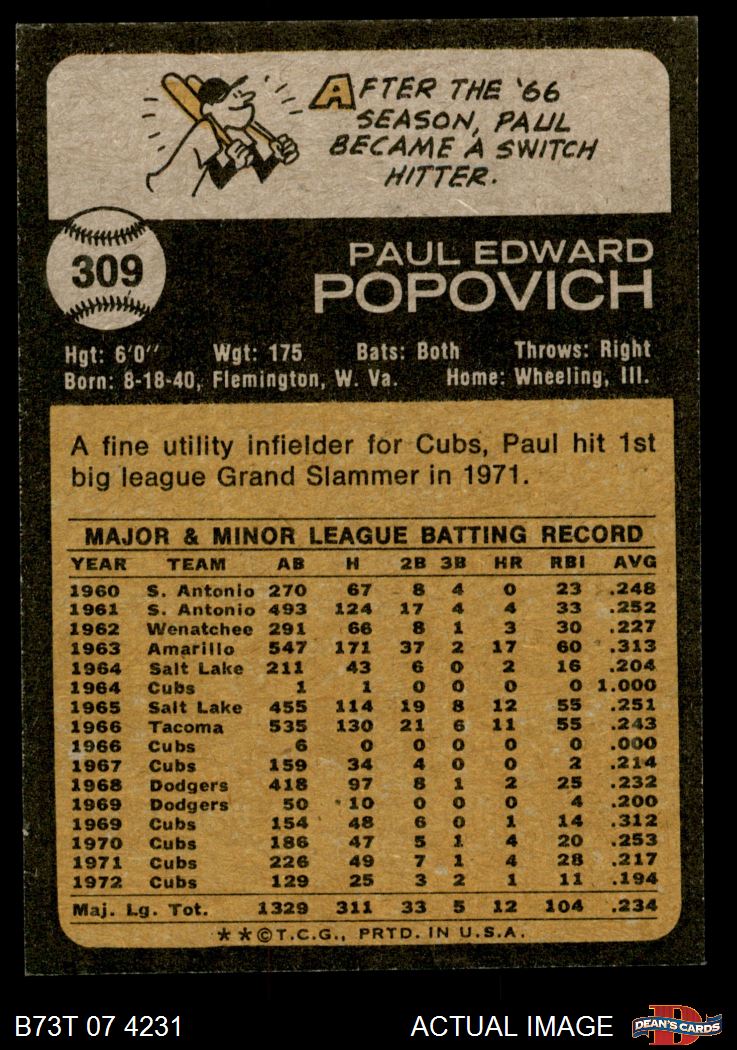 AFTER THE '66
SEASON, PAUL
BECAME A SWITCH
HITTER.
309
PAUL EDWARD
POPOVICH
Hgt: 6'0" Wgt: 175 Bats: Both Throws: Right
Born: 8-18-40, Flemington, W. Va. Home: Wheeling, Ill.
A fine utility infielder for Cubs, Paul hit 1st
big league Grand Slammer in 1971.
MAJOR & MINOR LEAGUE BATTING RECORD
YEAR TEAM AB H 2B 3B HR RBI AVG
1960 S. Antonio 270 67 8 4 0 23 .248
1961 S. Antonio 493 124 17 4 4 33 .252
1962 Wenatchee 291 66 8 1 3 30 .227
1963 Amarillo 547 171 37 2 17 60 .313
1964 Salt Lake 211 43 6 0 2 16 .204
1964 Cubs 1 1 0 0 0 0 1.000
1965 Salt Lake 455 114 19 8 12 55 .251
1966 Tacoma 535 130 21 6 11 55 .243
1966 Cubs 6 0 0 0 0 0 .000
1967 Cubs 159 34 4 0 0 2 .214
1968 Dodgers 418 97 8 1 2 25 .232
1969 Dodgers 50 10 0 0 0 4 .200
1969 Cubs 154 48 6 0 1 14 .312
1970 Cubs 186 47 5 1 4 20 .253
1971 Cubs 226 49 7 1 4 28 .217
1972 Cubs 129 25 3 2 1 11 .194
Maj. Lg. Tot. 1329 311 33 5 12 104 .234
★★©T.C.G., PRTD. IN U.S.A.
B73T 07 4231 ACTUAL IMAGE DEAN'S CARDS